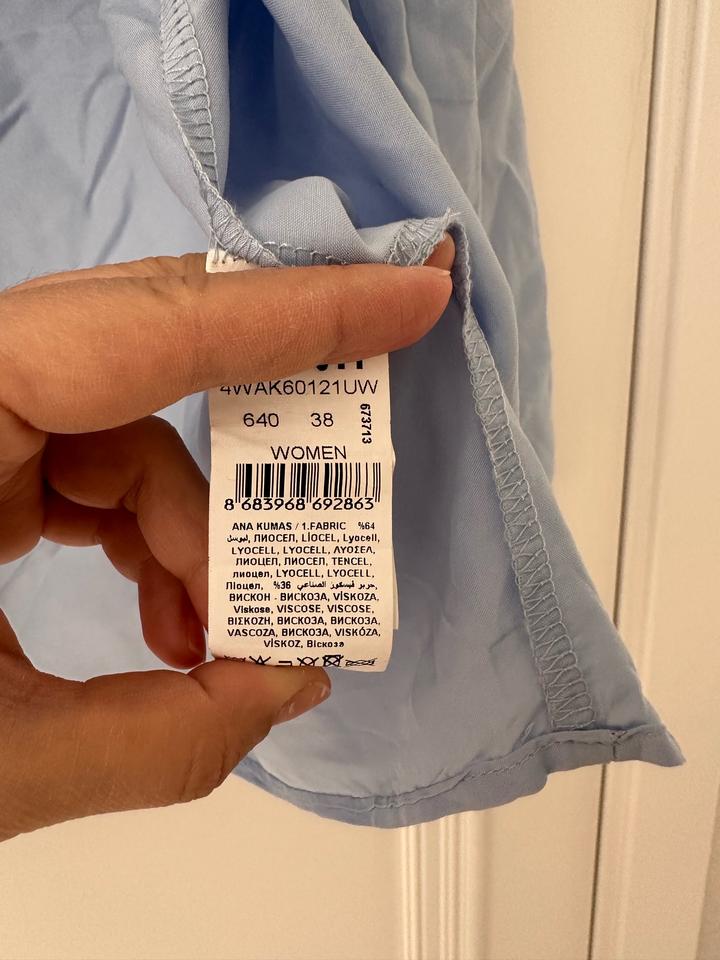 4WAK60121UW
640 38
673713
WOMEN
8 683968 692863
ANA KUMAS / 1.FABRIC %64
ليوسل, ЛИОСЕЛ, LİOCEL, Lyocell,
LYOCELL, LYOCELL, ΛΥΟΣΕΛ,
ЛИОЦЕЛ, ЛИОСЕЛ, TENCEL,
лиоцел, LYOCELL, LYOCELL,
Ліоцел, %36 حرير فيسكوز الصناعي,
ВИСКОН - ВИСКОЗА, VİSKOZA,
Viskose, VISCOSE, VISCOSE,
ΒΙΣΚΟΖΗ, ВИСКОЗА, ВИСКОЗА,
VASCOZA, ВИСКОЗА, VISKÓZA,
VİSKOZ, Віскоза